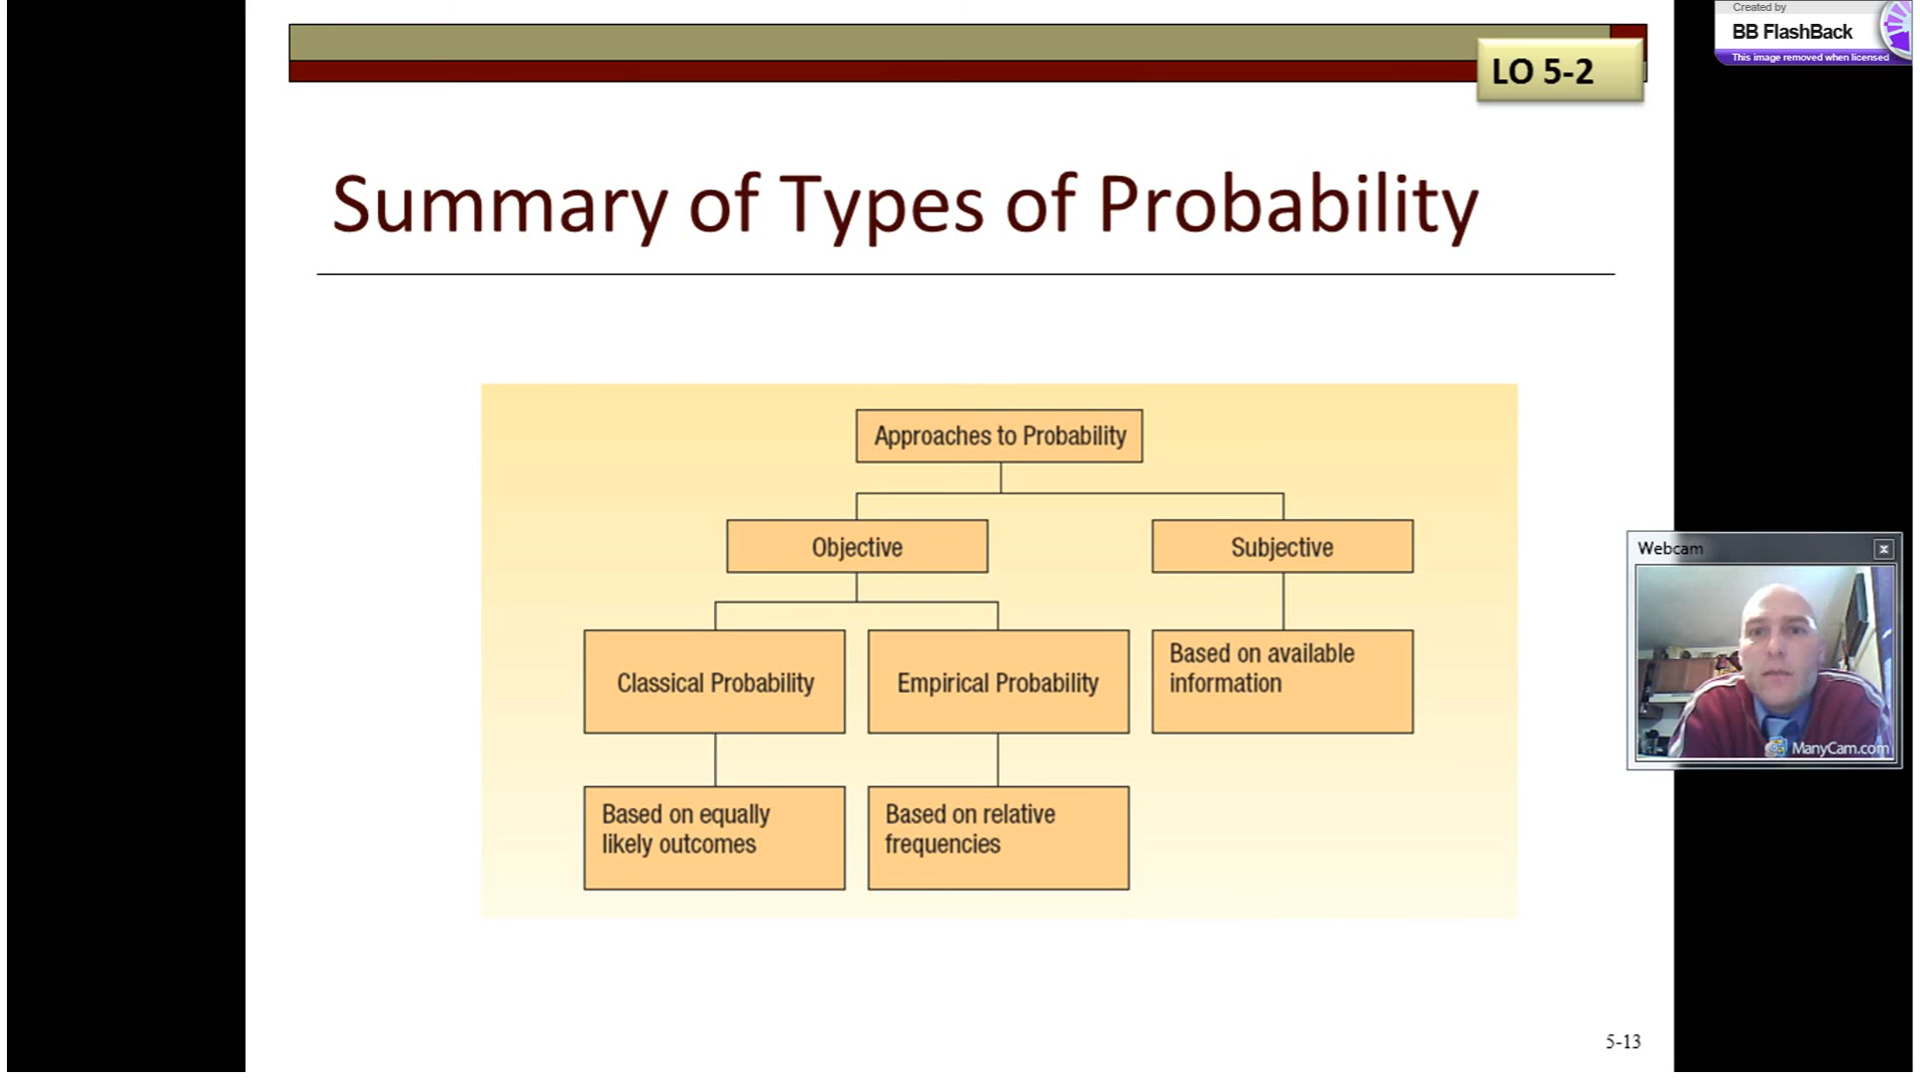 Created by
BB FlashBack
This image removed when licensed
LO 5-2
Summary of Types of Probability
Approaches to Probability
Objective
Subjective
Classical Probability
Empirical Probability
Based on available
information
Based on equally
likely outcomes
Based on relative
frequencies
Webcam
x
ManyCam.com
5-13